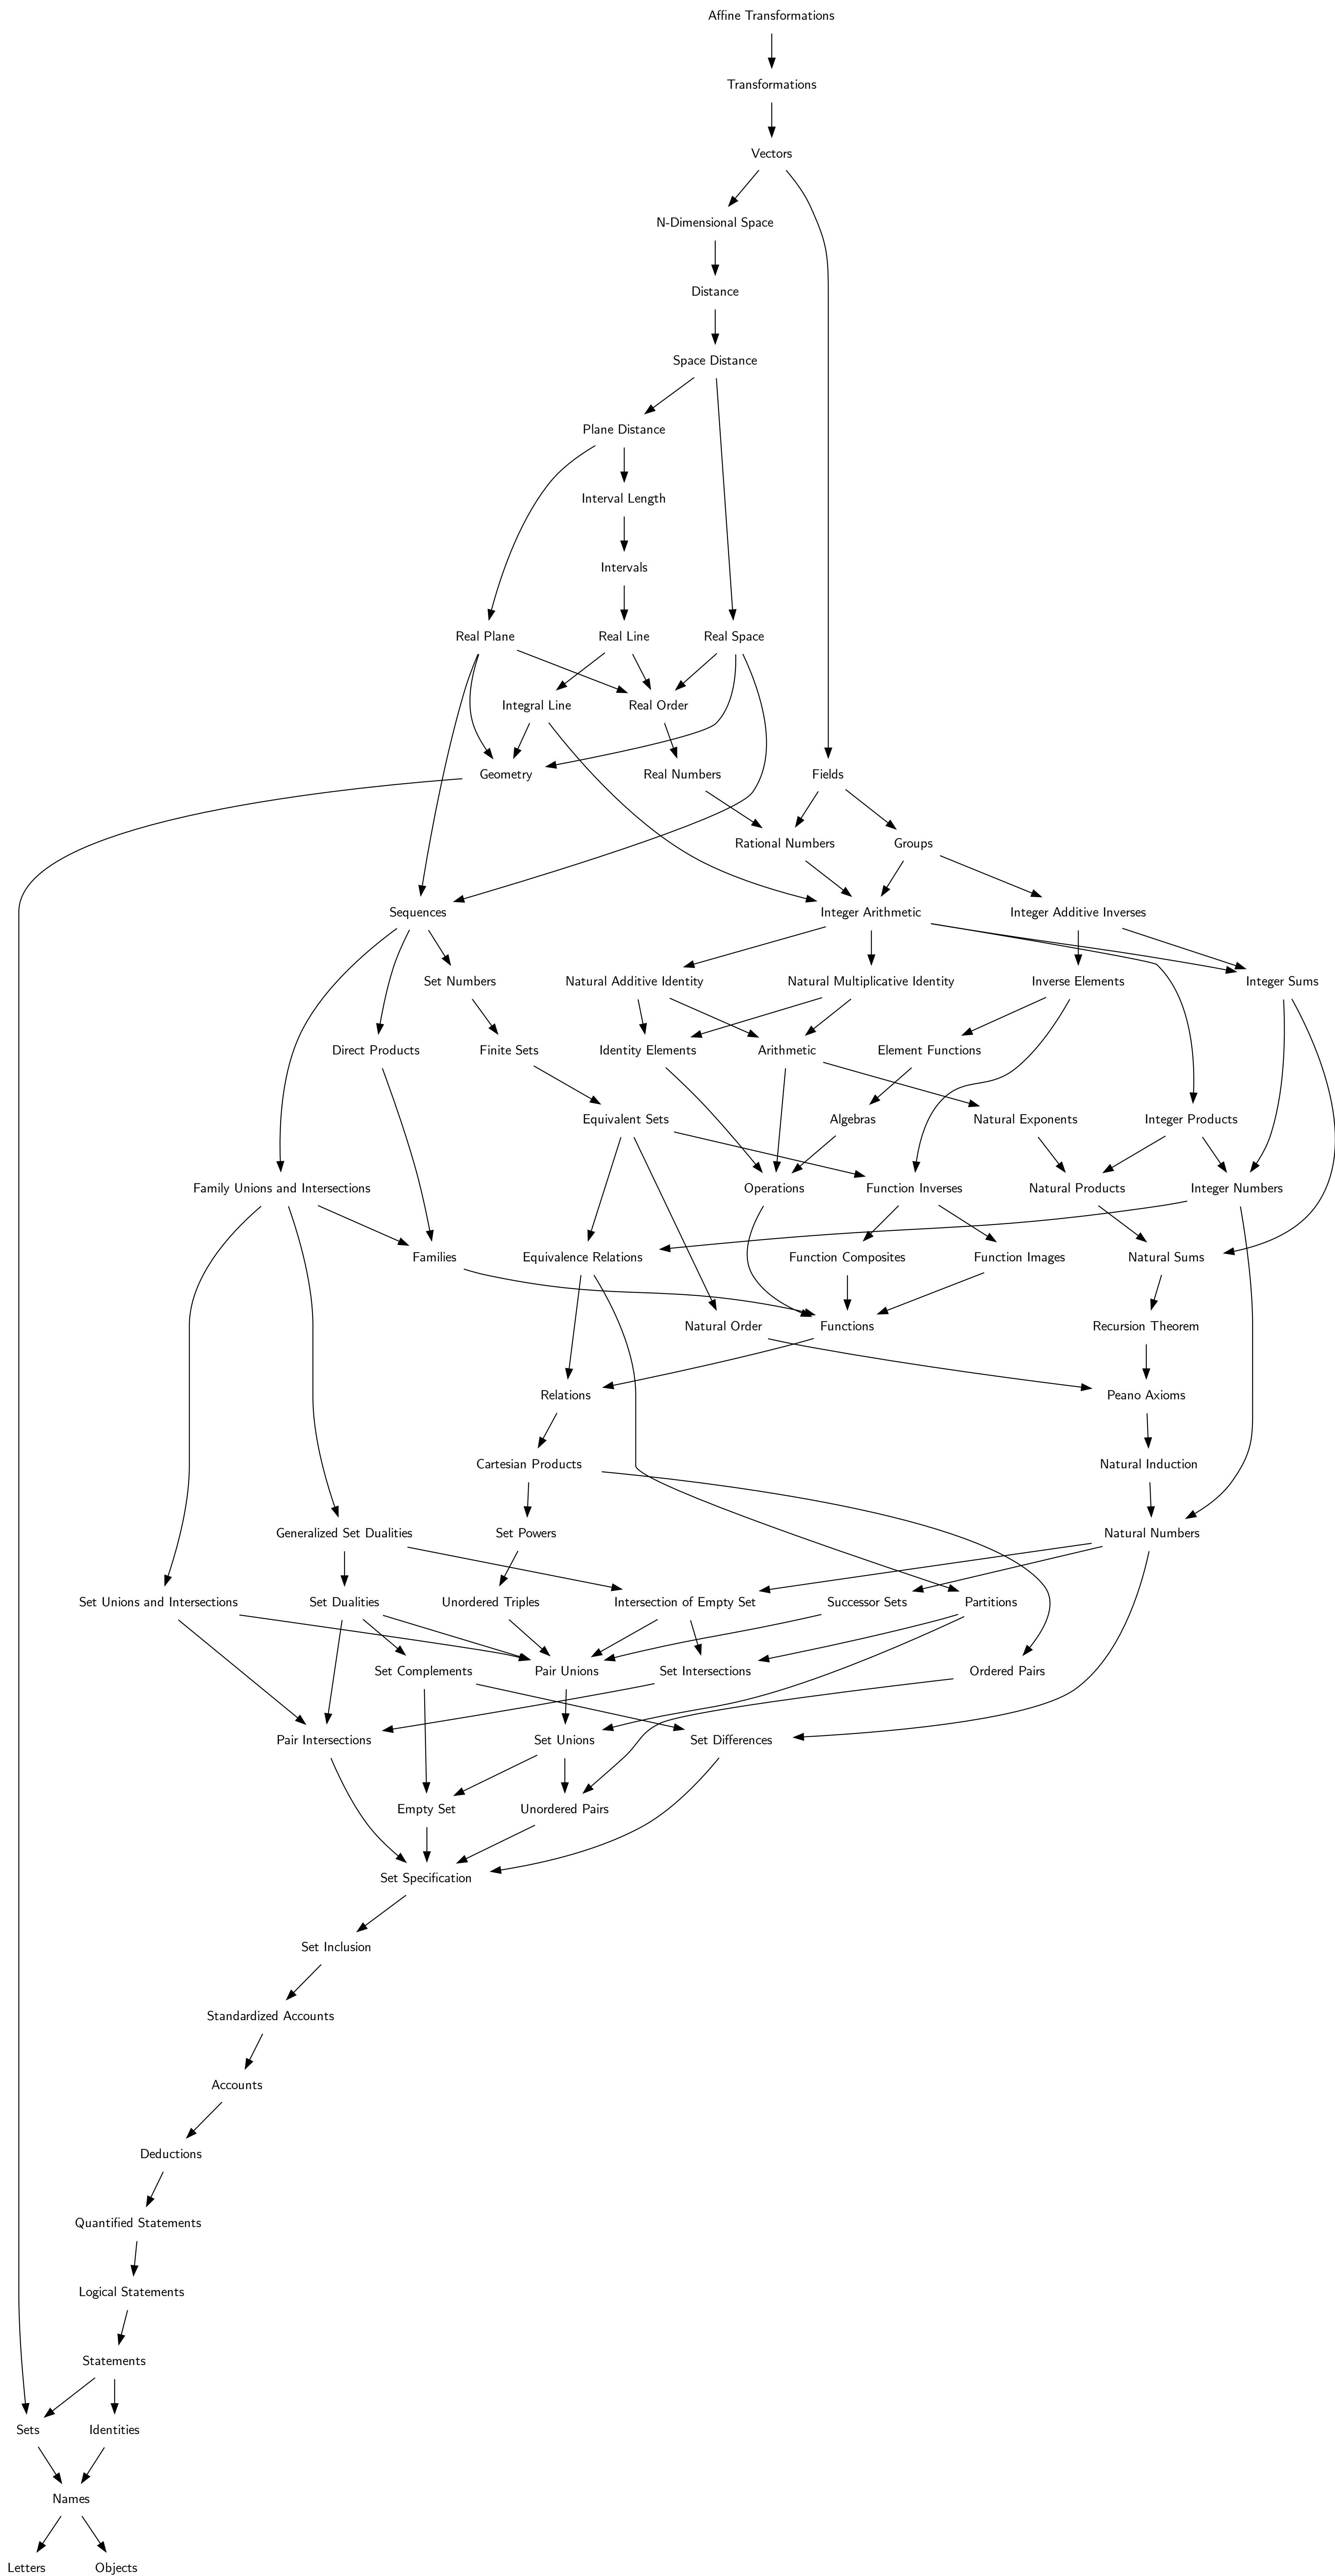 Affine Transformations
Transformations
Vectors
N-Dimensional Space
Distance
Space Distance
Plane Distance
Interval Length
Intervals
Real Plane
Real Line
Real Space
Integral Line
Real Order
Geometry
Real Numbers
Fields
Rational Numbers
Groups
Sequences
Integer Arithmetic
Integer Additive Inverses
Set Numbers
Natural Additive Identity
Natural Multiplicative Identity
Inverse Elements
Integer Sums
Direct Products
Finite Sets
Identity Elements
Arithmetic
Element Functions
Equivalent Sets
Algebras
Natural Exponents
Integer Products
Family Unions and Intersections
Operations
Function Inverses
Natural Products
Integer Numbers
Families
Equivalence Relations
Function Composites
Function Images
Natural Sums
Natural Order
Functions
Recursion Theorem
Relations
Peano Axioms
Cartesian Products
Natural Induction
Generalized Set Dualities
Set Powers
Natural Numbers
Set Unions and Intersections
Set Dualities
Unordered Triples
Intersection of Empty Set
Successor Sets
Partitions
Set Complements
Pair Unions
Set Intersections
Ordered Pairs
Pair Intersections
Set Unions
Set Differences
Empty Set
Unordered Pairs
Set Specification
Set Inclusion
Standardized Accounts
Accounts
Deductions
Quantified Statements
Logical Statements
Statements
Sets
Identities
Names
Letters
Objects